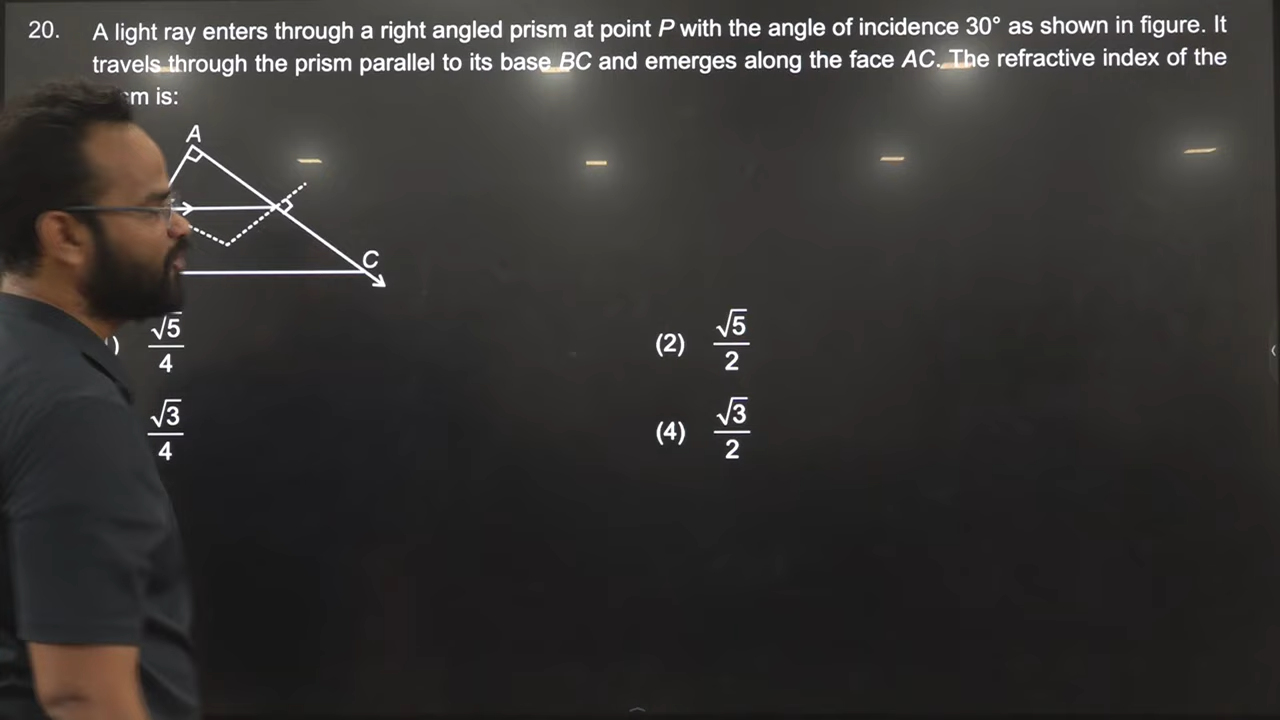 20. A light ray enters through a right angled prism at point P with the angle of incidence 30° as shown in figure. It
travels through the prism parallel to its base BC and emerges along the face AC. The refractive index of the
m is:
A
C
) √5/4
(2) √5/2
√3/4
(4) √3/2